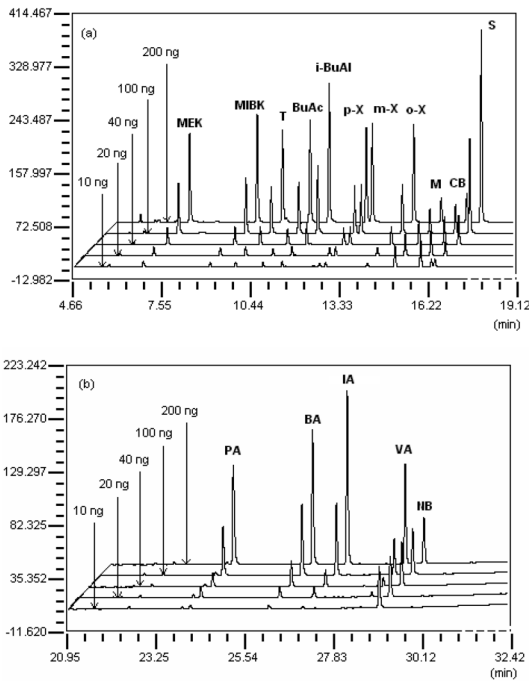 414.467
328.977
243.487
157.997
72.508
-12.982
(a)
200 ng
100 ng
40 ng
20 ng
10 ng
MEK
MIBK
T
BuAc
i-BuAl
p-X
m-X
o-X
M
CB
S
4.66 7.55 10.44 13.33 16.22 19.12
(min)
223.242
176.270
129.297
82.325
35.352
-11.620
(b)
200 ng
100 ng
40 ng
20 ng
10 ng
PA
BA
IA
VA
NB
20.95 23.25 25.54 27.83 30.12 32.42
(min)